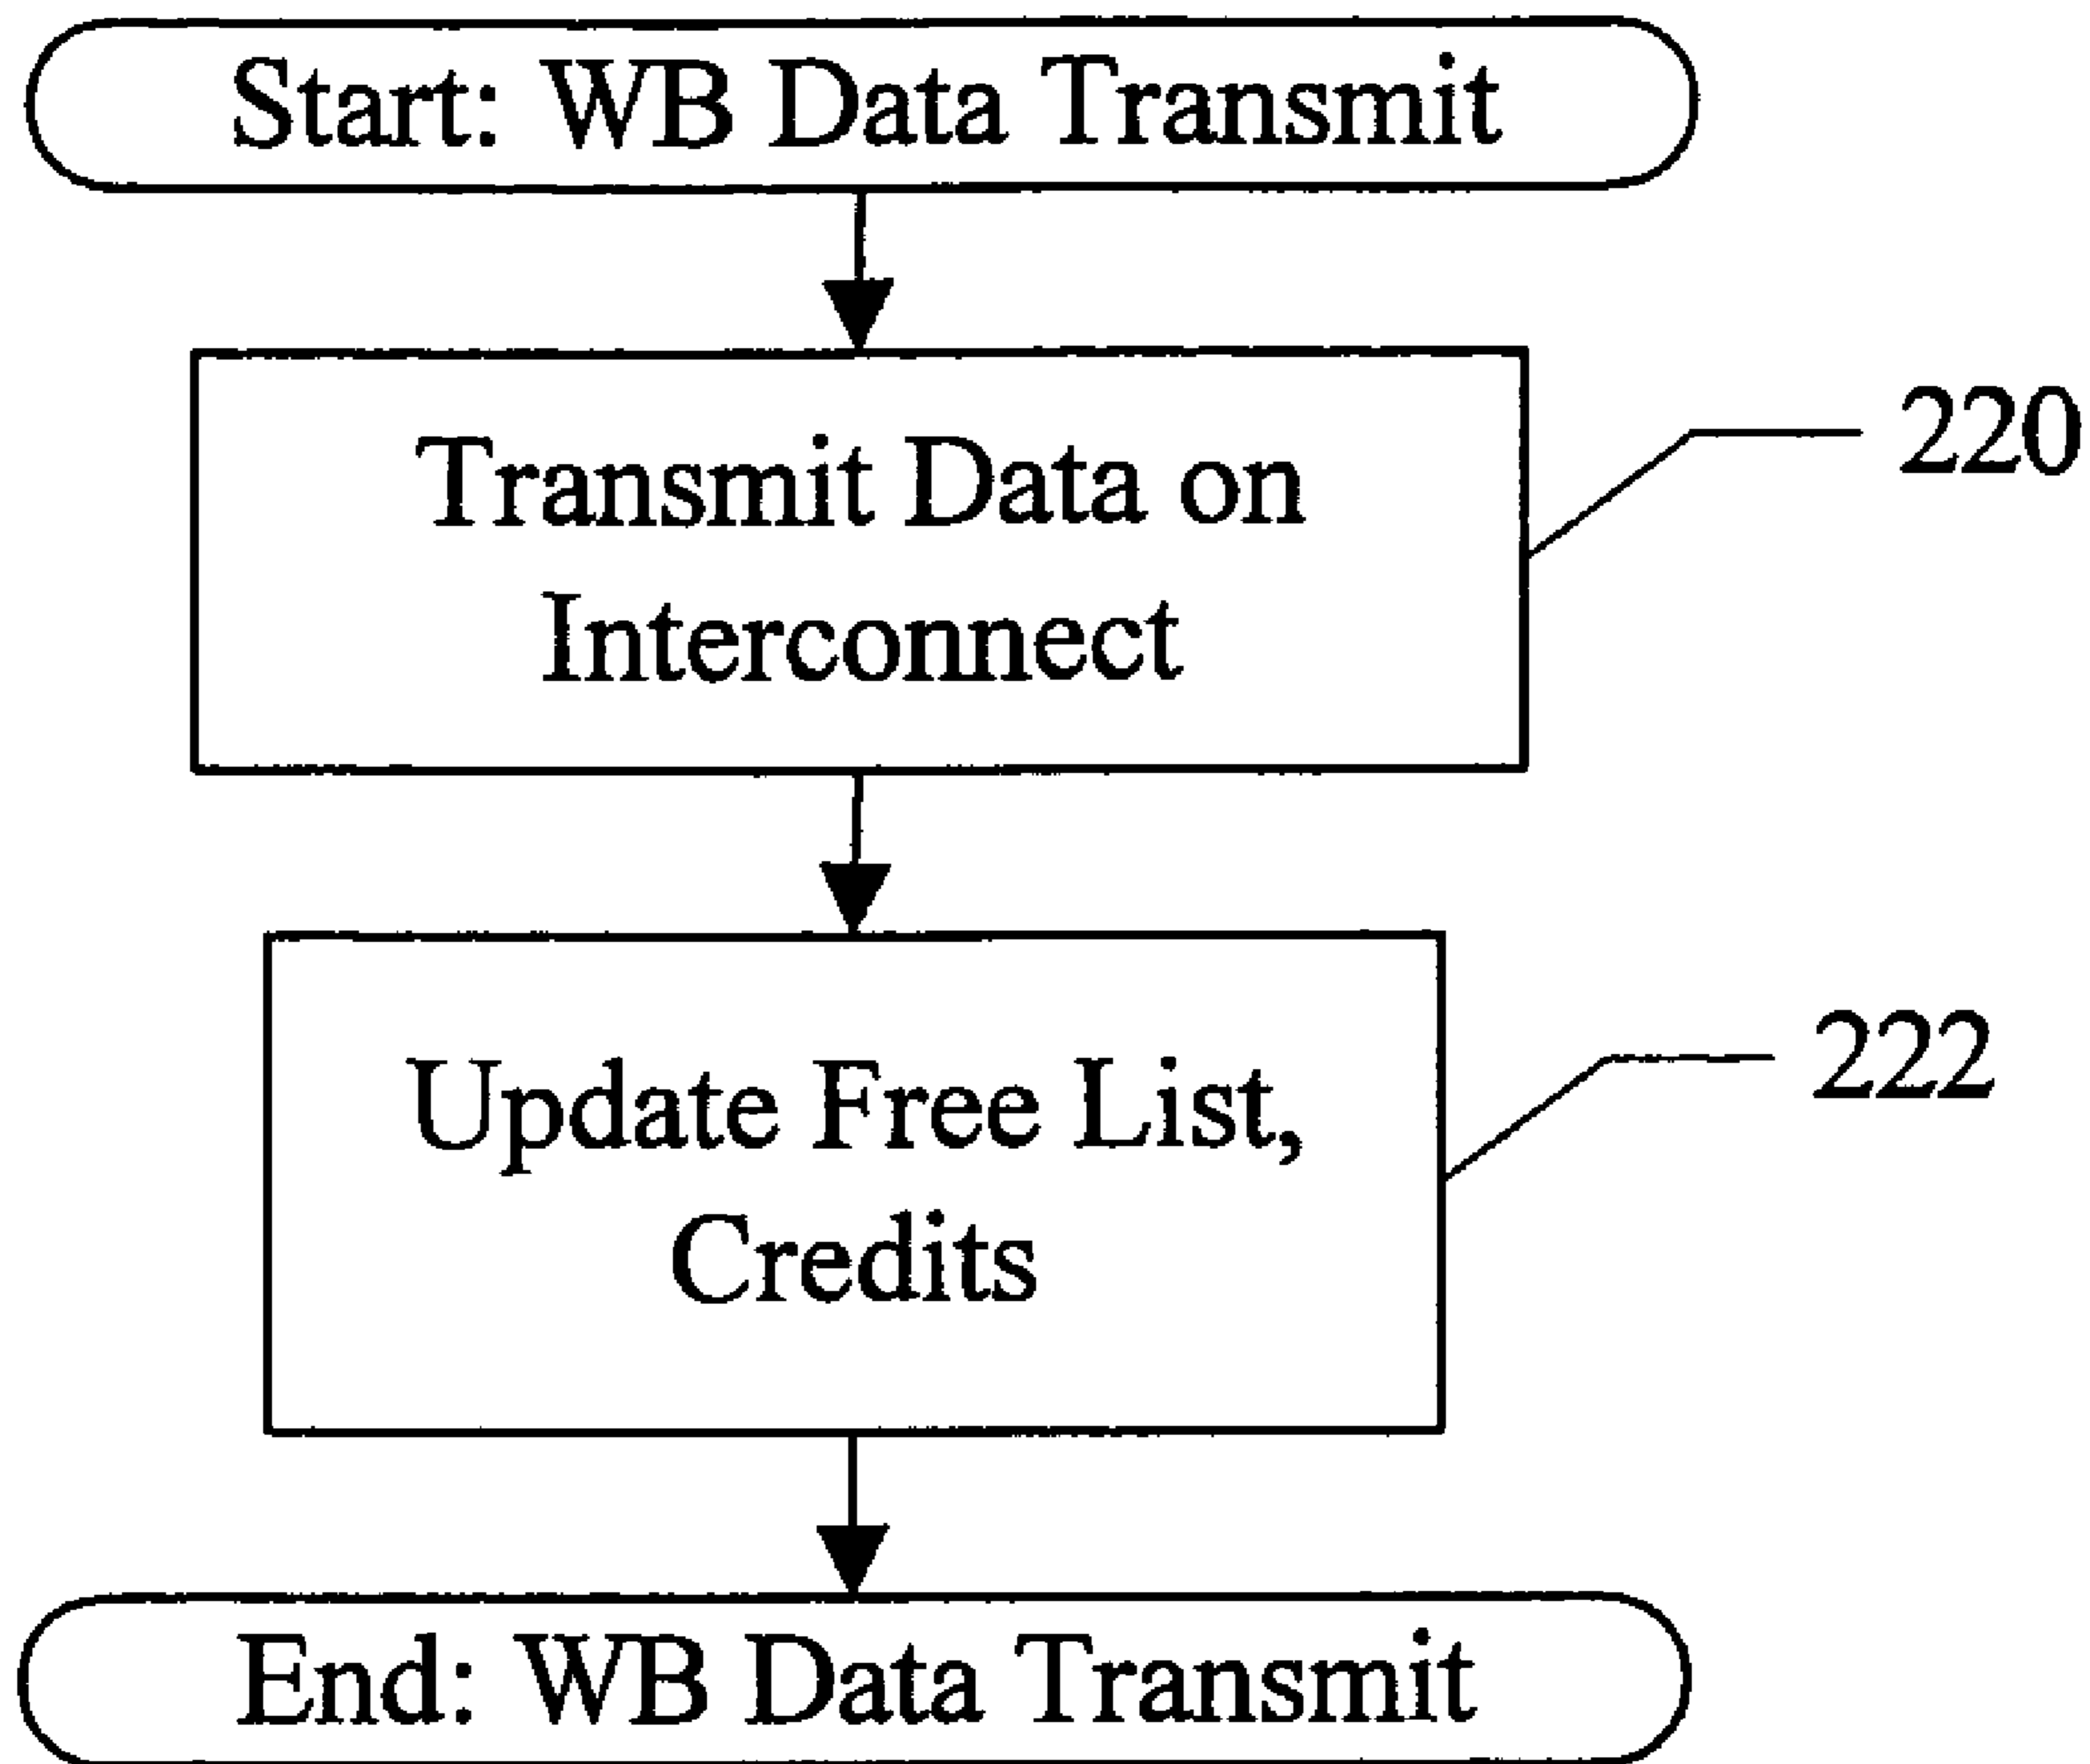 Start: WB Data Transmit
Transmit Data on
Interconnect
220
Update Free List,
Credits
222
End: WB Data Transmit